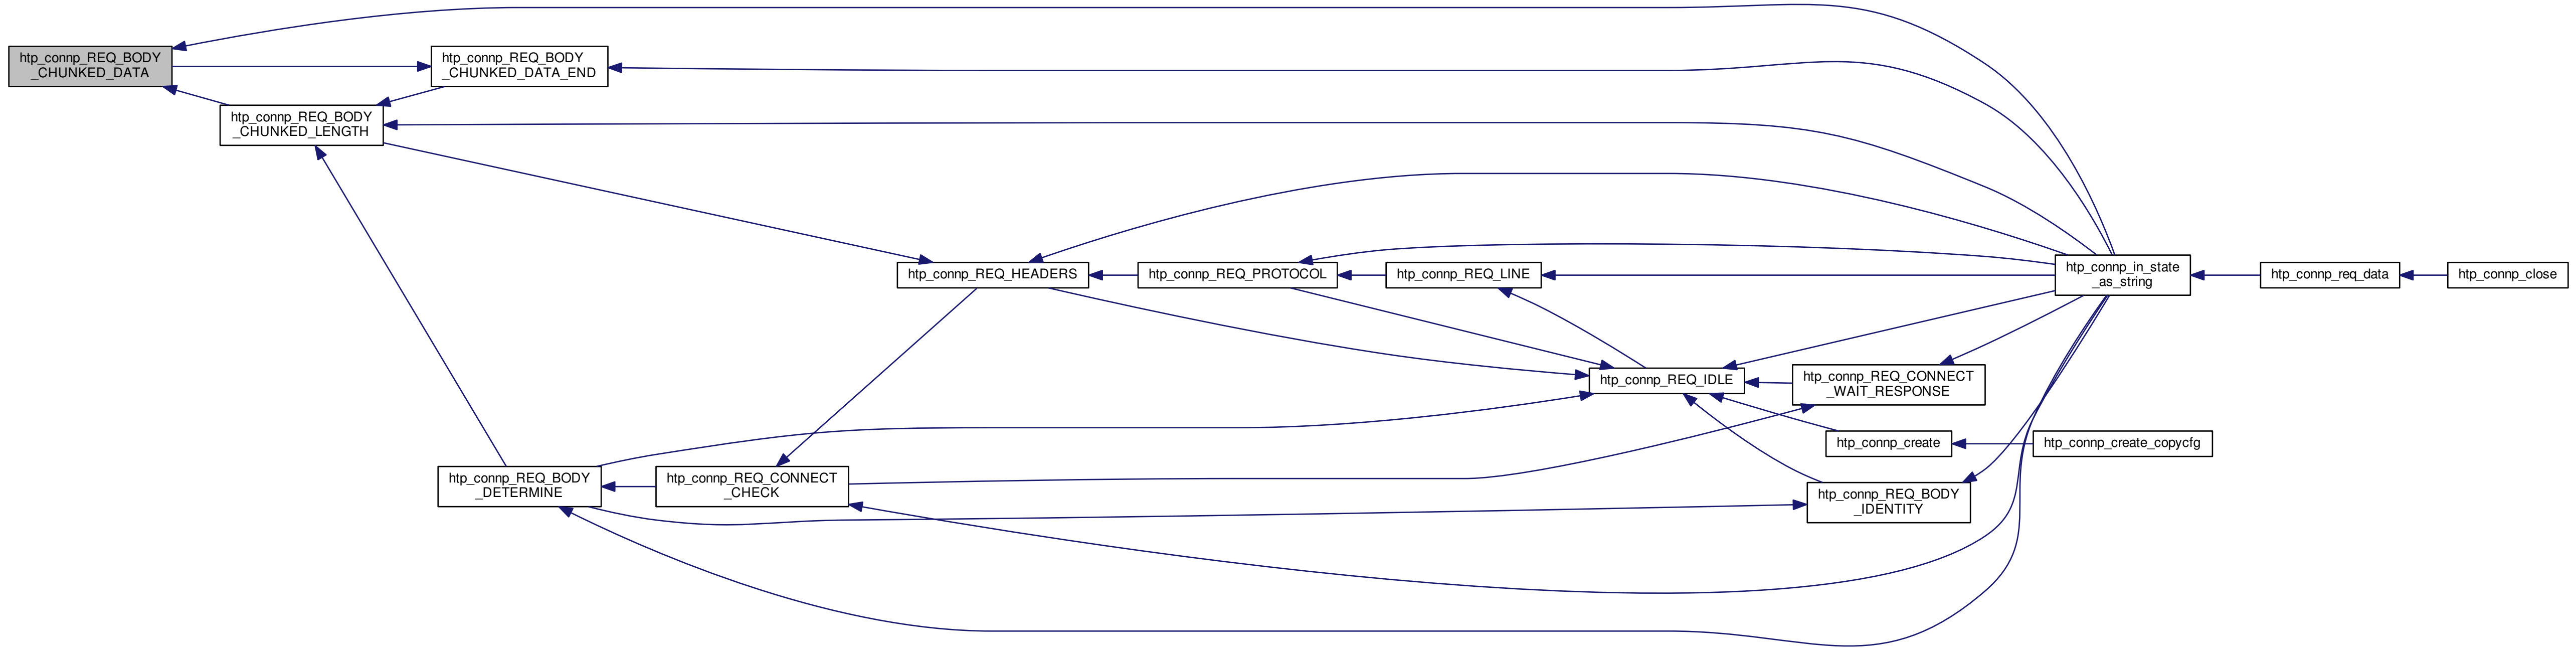 htp_connp_REQ_BODY
_CHUNKED_DATA
htp_connp_REQ_BODY
_CHUNKED_DATA_END
htp_connp_REQ_BODY
_CHUNKED_LENGTH
htp_connp_REQ_HEADERS
htp_connp_REQ_PROTOCOL
htp_connp_REQ_LINE
htp_connp_in_state
_as_string
htp_connp_req_data
htp_connp_close
htp_connp_REQ_IDLE
htp_connp_REQ_CONNECT
_WAIT_RESPONSE
htp_connp_create
htp_connp_create_copycfg
htp_connp_REQ_BODY
_DETERMINE
htp_connp_REQ_CONNECT
_CHECK
htp_connp_REQ_BODY
_IDENTITY